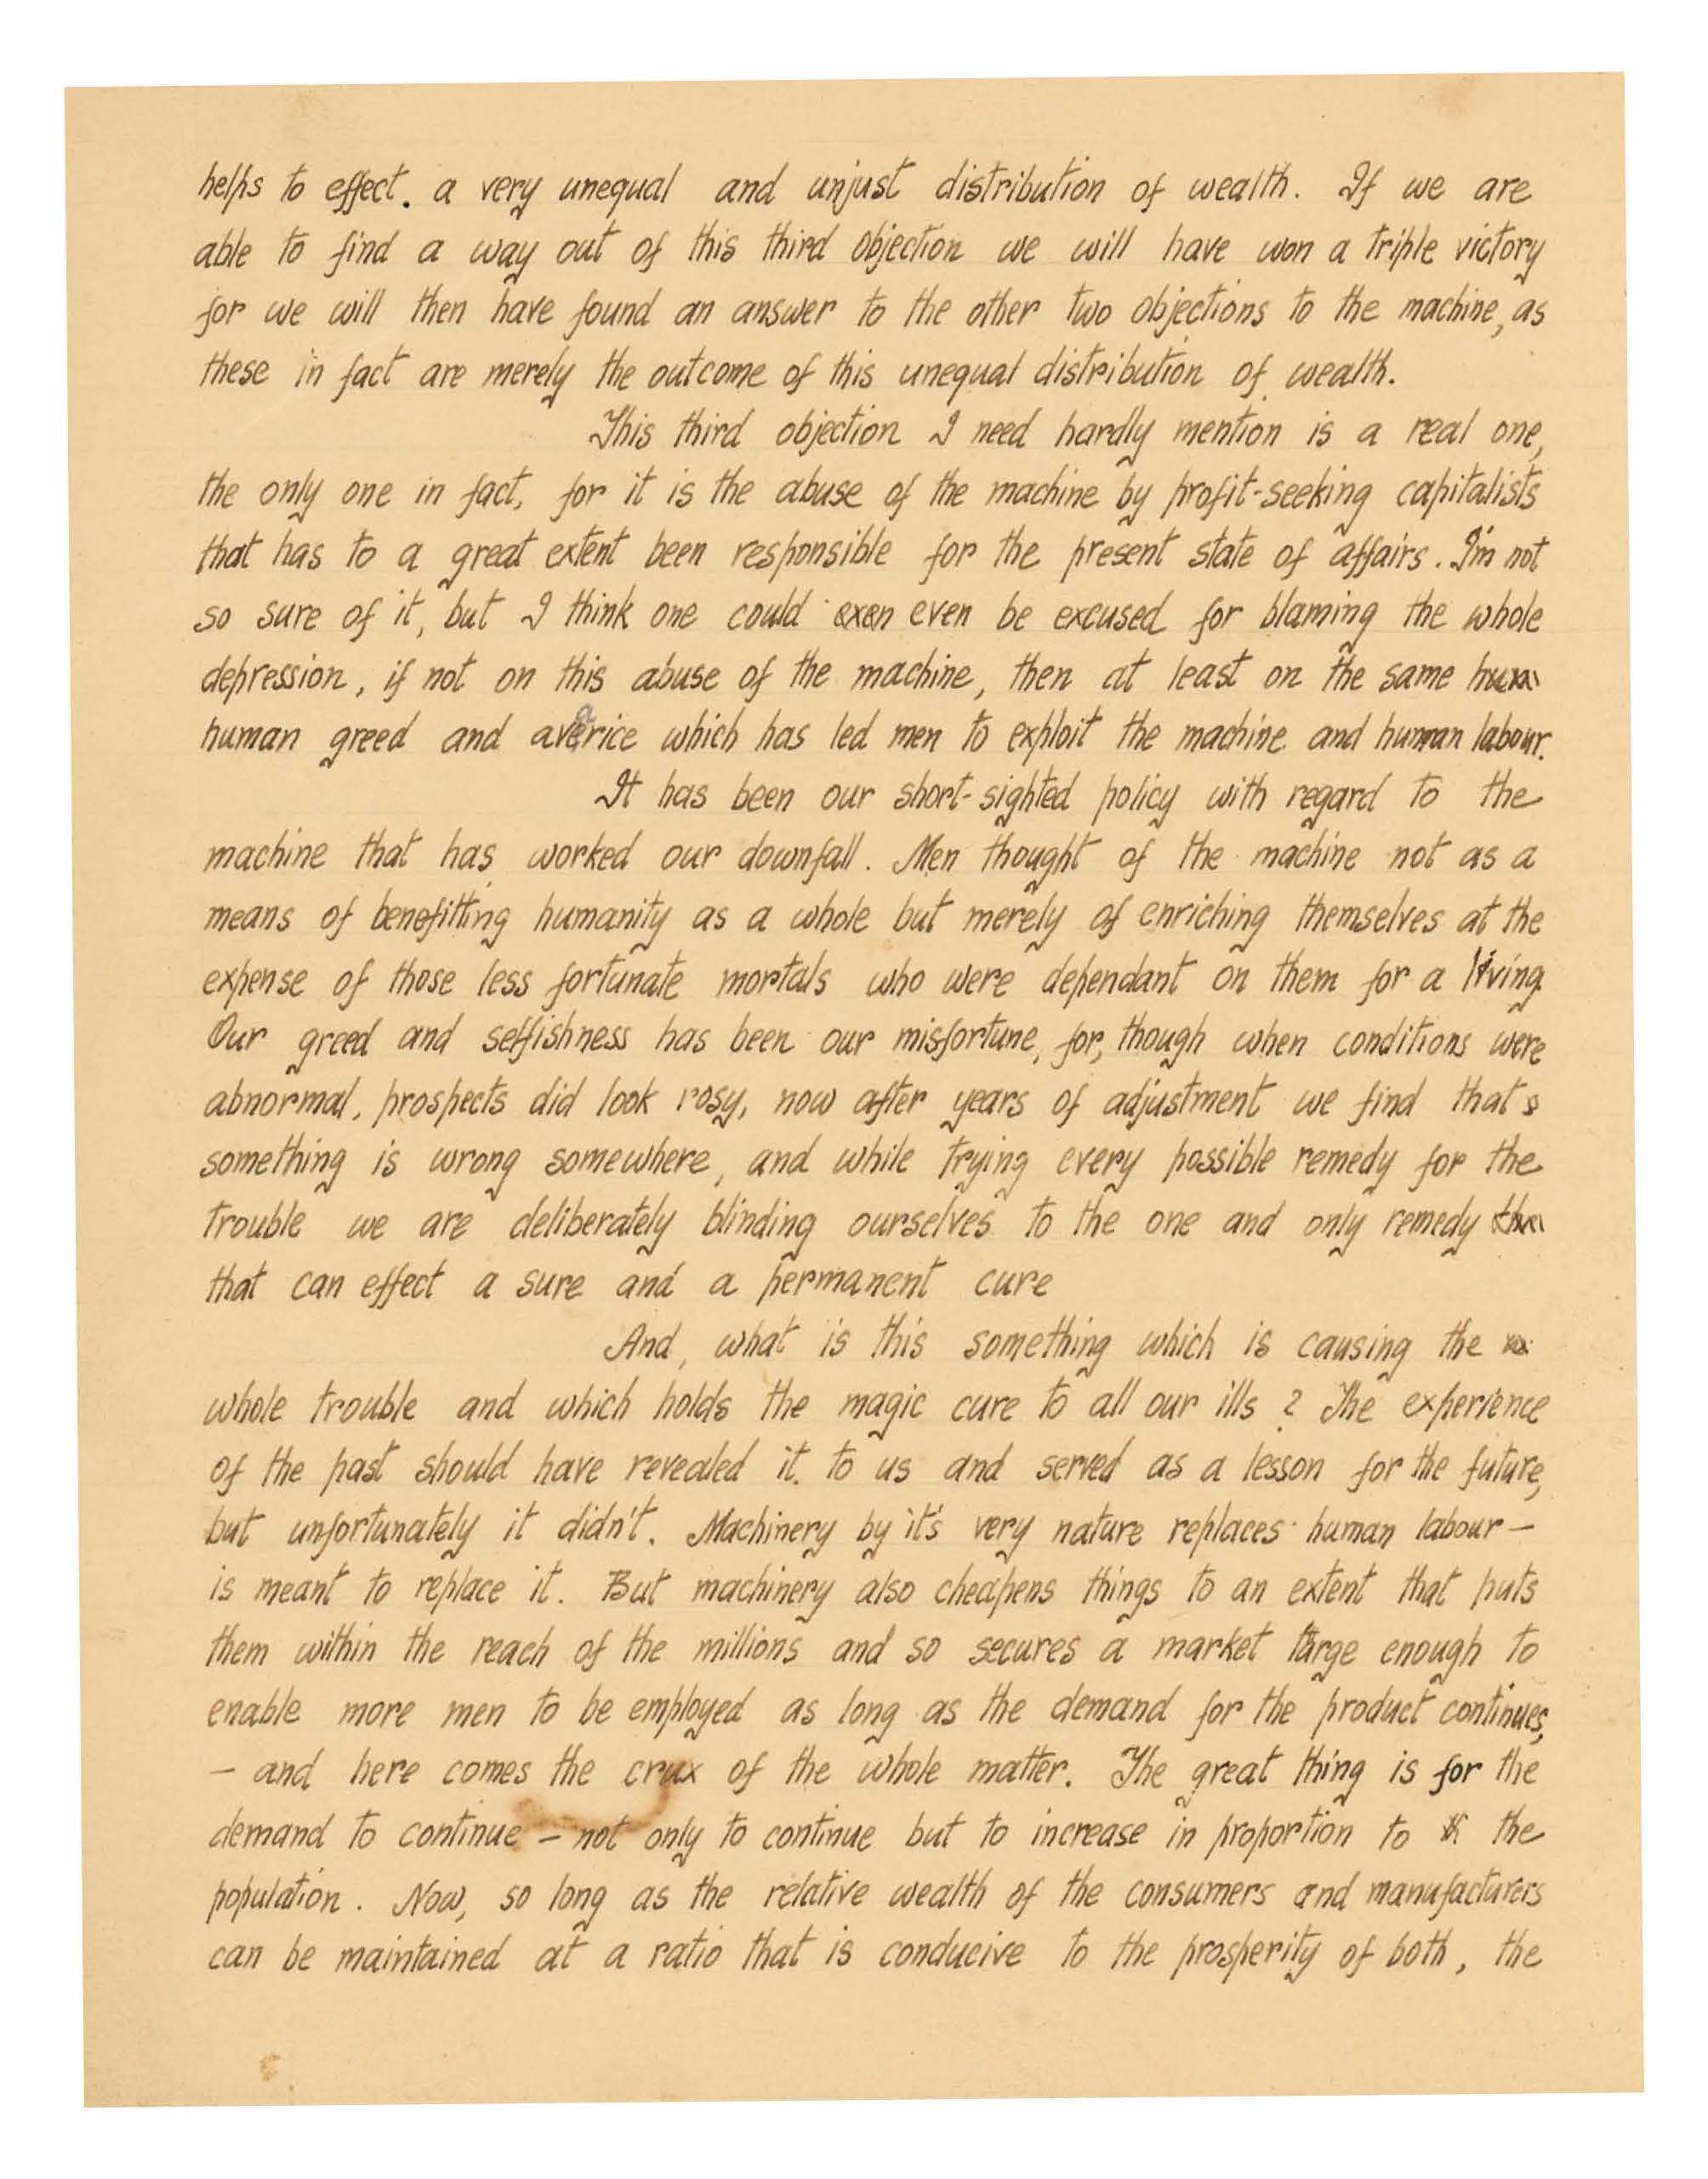 helps to effect. a very unequal and unjust distribution of wealth. If we are
able to find a way out of this third objection we will have won a triple victory
for we will then have found an answer to the other two objections to the machine, as
these in fact are merely the outcome of this unequal distribution of wealth.
This third objection I need hardly mention is a real one,
the only one in fact, for it is the abuse of the machine by profit-seeking capitalists
that has to a great extent been responsible for the present state of affairs. I'm not
so sure of it, but I think one could even be excused for blaming the whole
depression, if not on this abuse of the machine, then at least on the same
human greed and avarice which has led men to exploit the machine and human labour.
It has been our short-sighted policy with regard to the
machine that has worked our downfall. Men thought of the machine not as a
means of benefitting humanity as a whole but merely of enriching themselves at the
expense of those less fortunate mortals who were dependant on them for a living
Our greed and selfishness has been our misfortune, for, though when conditions were
abnormal, prospects did look rosy, now after years of adjustment we find that
something is wrong somewhere, and while trying every possible remedy for the
trouble we are deliberately blinding ourselves to the one and only remedy
that can effect a sure and a permanent cure
And, what is this something which is causing the
whole trouble and which holds the magic cure to all our ills ? The experience
of the past should have revealed it. to us and served as a lesson for the future,
but unfortunately it didn't. Machinery by it's very nature replaces human labour —
is meant to replace it. But machinery also cheapens things to an extent that puts
them within the reach of the millions and so secures a market large enough to
enable more men to be employed as long as the demand for the product continues,
— and here comes the crux of the whole matter. The great thing is for the
demand to continue — not only to continue but to increase in proportion to the
population. Now, so long as the relative wealth of the consumers and manufacturers
can be maintained at a ratio that is conducive to the prosperity of both, the